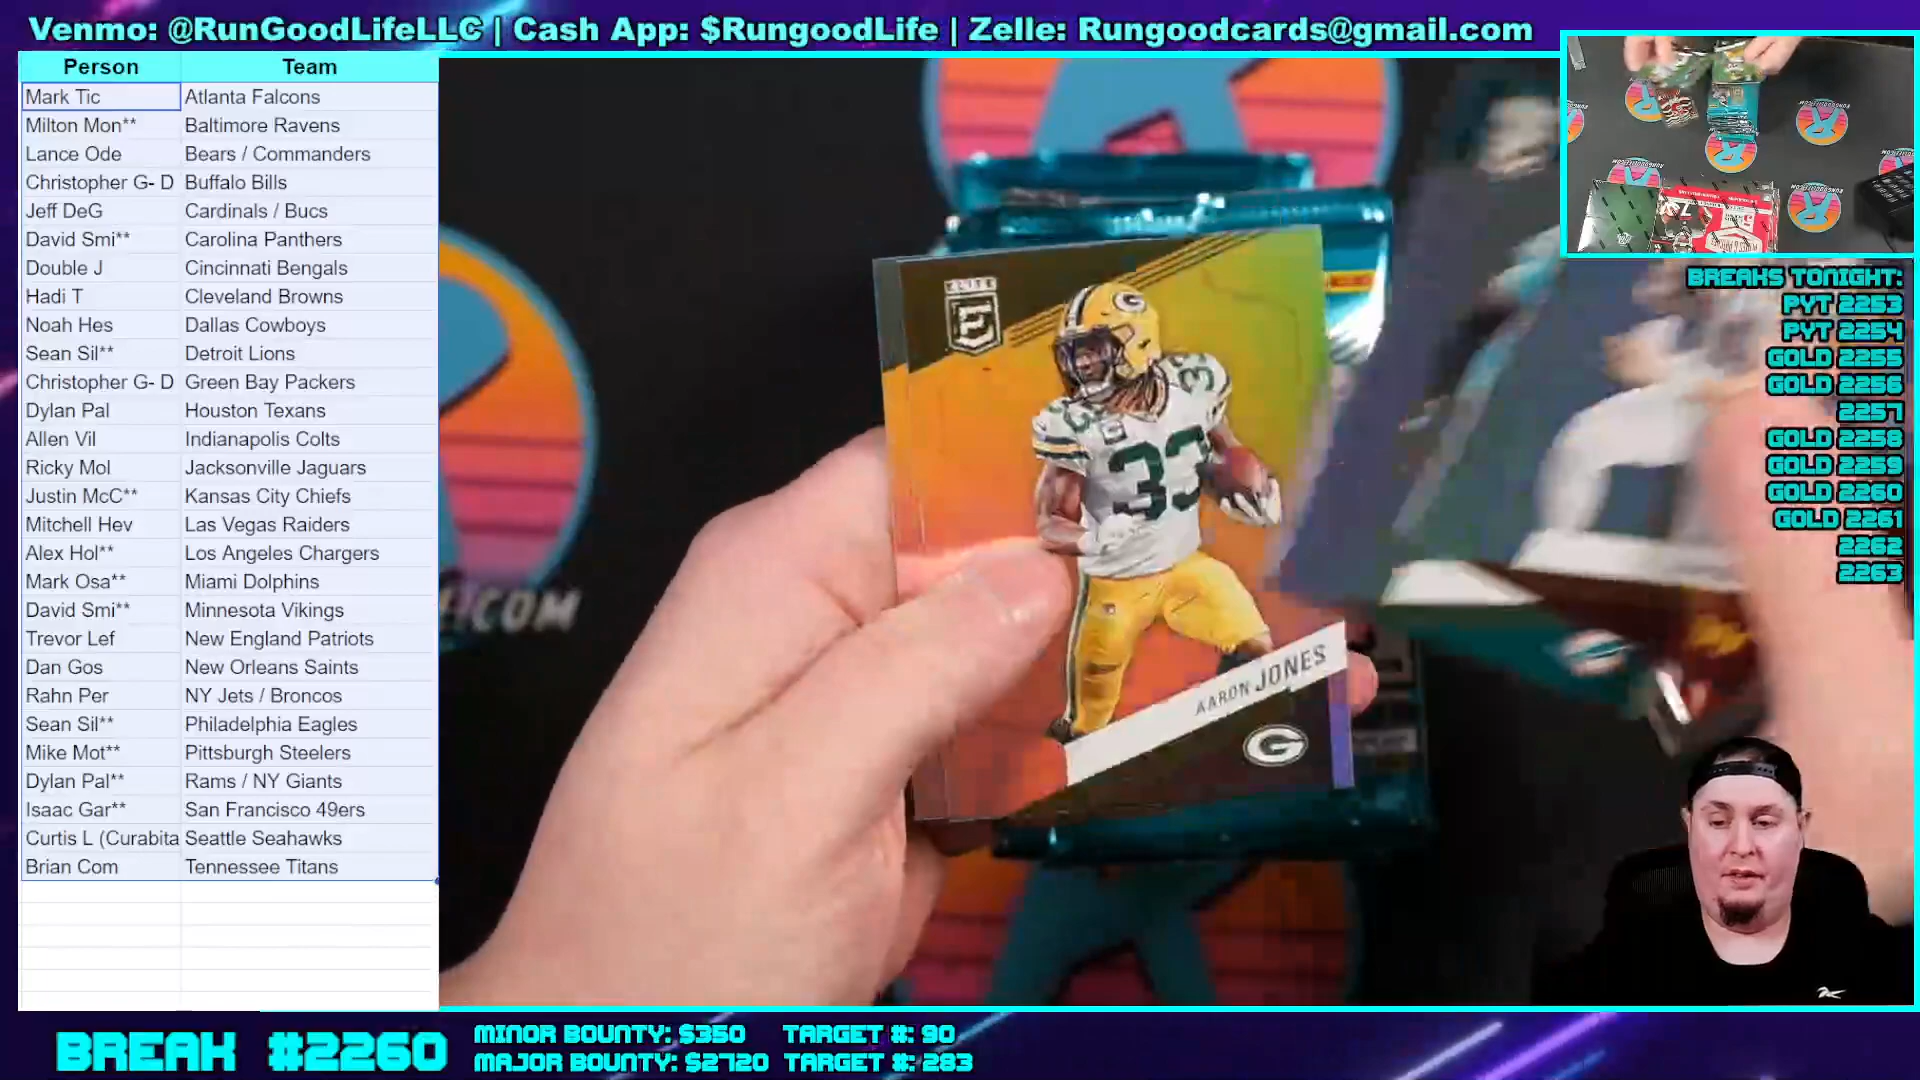 Venmo: @RunGoodLifeLLC | Cash App: $RungoodLife | Zelle: Rungoodcards@gmail.com
Person Team
Mark Tic Atlanta Falcons
Milton Mon** Baltimore Ravens
Lance Ode Bears / Commanders
Christopher G- D Buffalo Bills
Jeff DeG Cardinals / Bucs
David Smi** Carolina Panthers
Double J Cincinnati Bengals
Hadi T Cleveland Browns
Noah Hes Dallas Cowboys
Sean Sil** Detroit Lions
Christopher G- D Green Bay Packers
Dylan Pal Houston Texans
Allen Vil Indianapolis Colts
Ricky Mol Jacksonville Jaguars
Justin McC** Kansas City Chiefs
Mitchell Hev Las Vegas Raiders
Alex Hol** Los Angeles Chargers
Mark Osa** Miami Dolphins
David Smi** Minnesota Vikings
Trevor Lef New England Patriots
Dan Gos New Orleans Saints
Rahn Per NY Jets / Broncos
Sean Sil** Philadelphia Eagles
Mike Mot** Pittsburgh Steelers
Dylan Pal** Rams / NY Giants
Isaac Gar** San Francisco 49ers
Curtis L (Curabita Seattle Seahawks
Brian Com Tennessee Titans
ELITE
E
G
33
33
AARON JONES
G
.COM
BREAKS TONIGHT:
PYT 2253
PYT 2254
GOLD 2255
GOLD 2256
2257
GOLD 2258
GOLD 2259
GOLD 2260
GOLD 2261
2262
2263
BREAK #2260
MINOR BOUNTY: $350 TARGET #: 90
MAJOR BOUNTY: $2720 TARGET #: 283